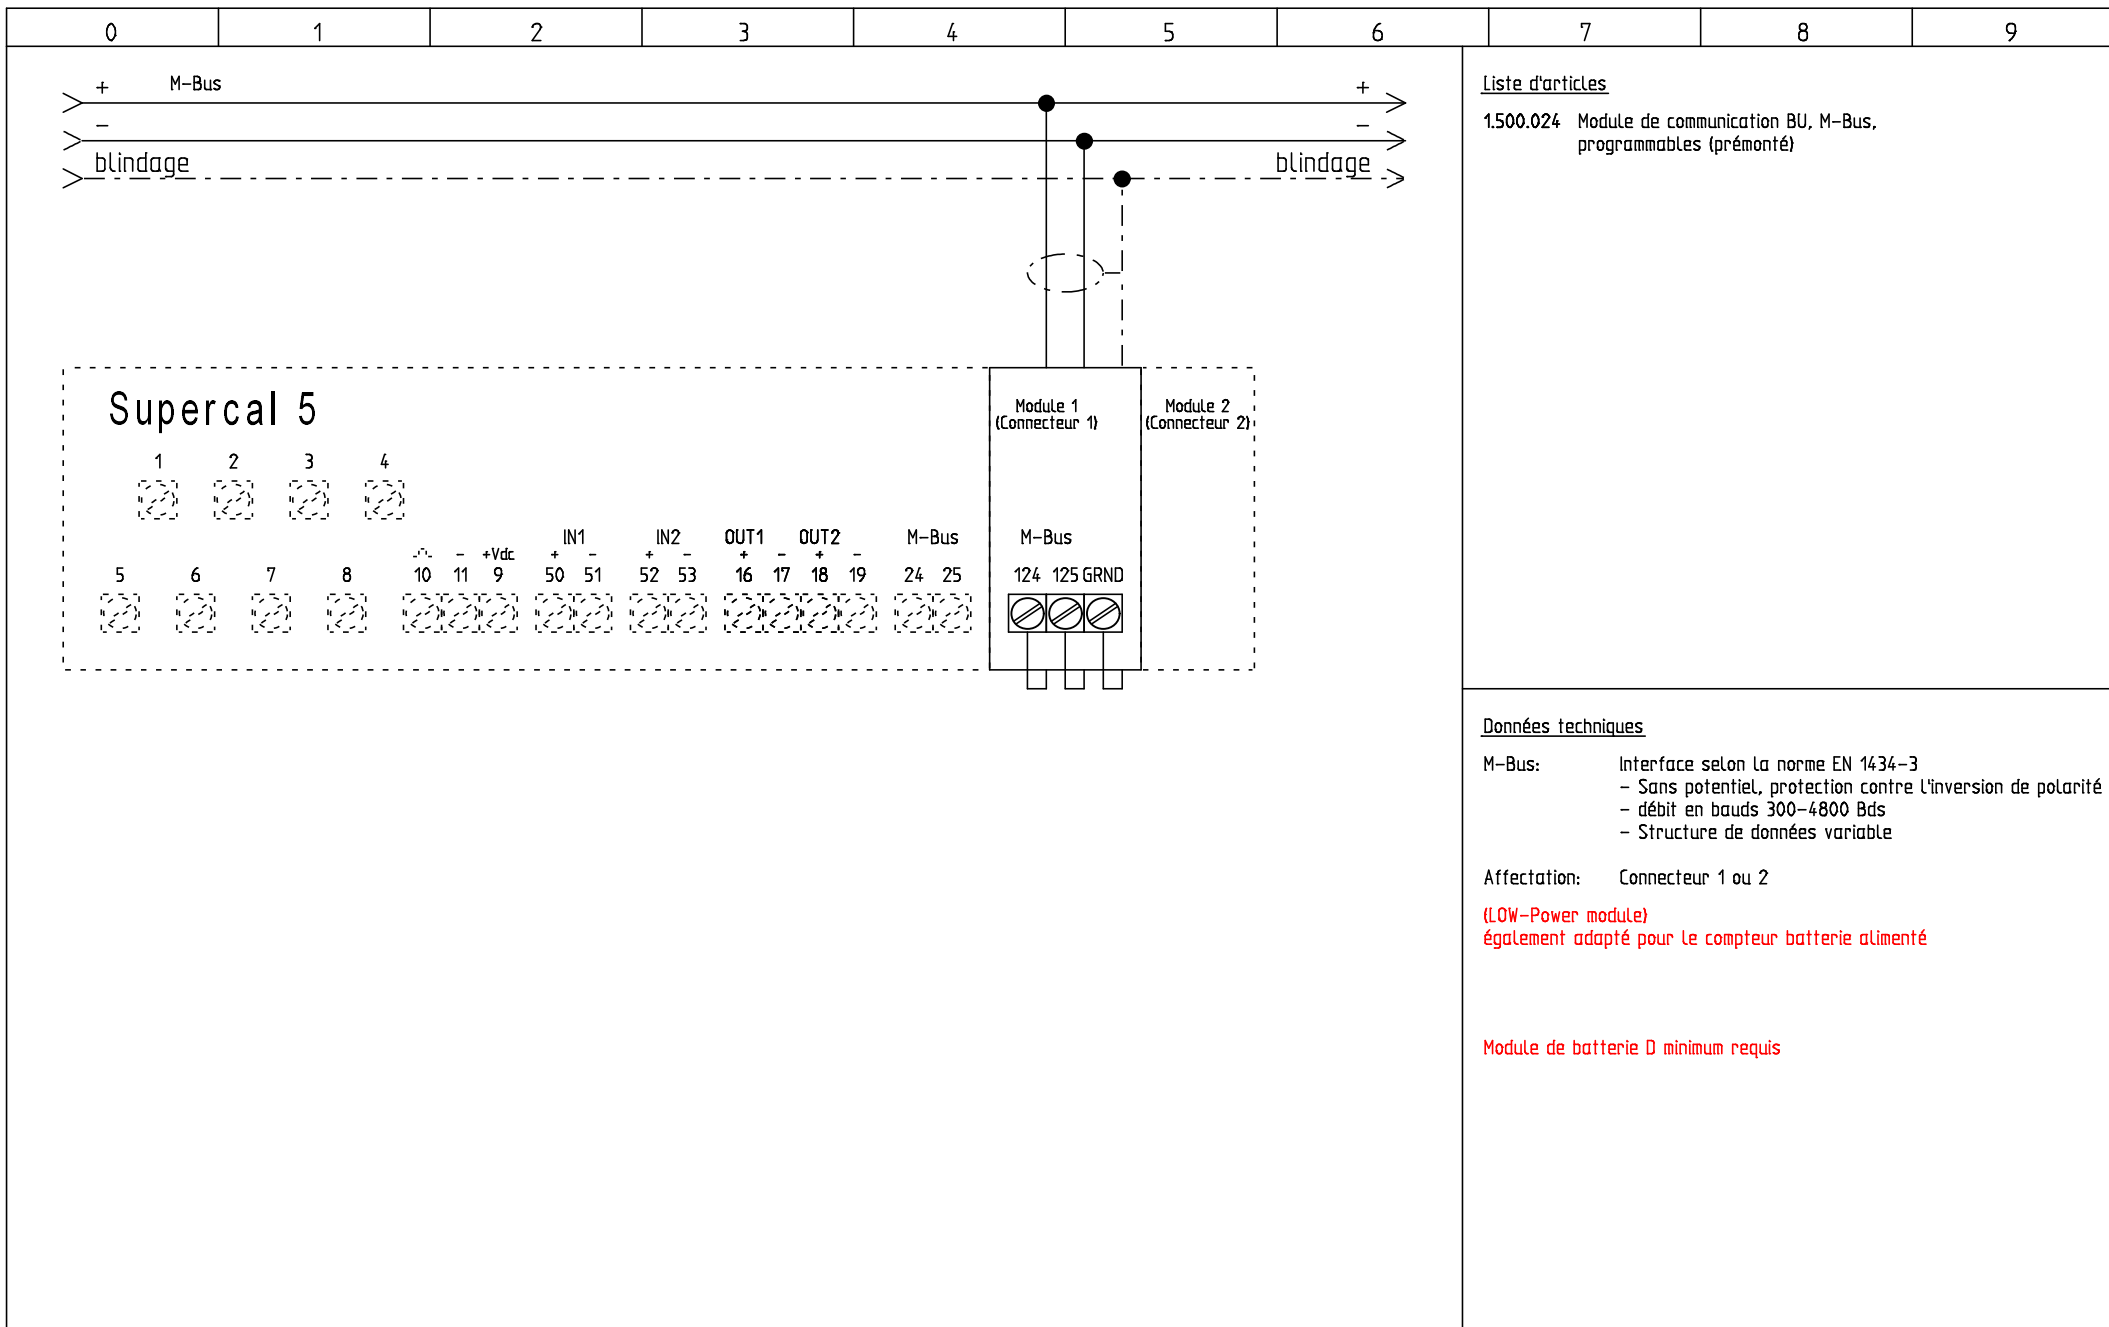 0 1 2 3 4 5 6 7 8 9
+ M-Bus +
- -
blindage blindage
Supercal 5
Module 1
(Connecteur 1)
Module 2
(Connecteur 2)
1 2 3 4
IN1 IN2 OUT1 OUT2 M-Bus M-Bus
- +Vdc + - + - + - + -
5 6 7 8 10 11 9 50 51 52 53 16 17 18 19 24 25 124 125 GRND
Liste d'articles
1.500.024 Module de communication BU, M-Bus,
programmables (prémonté)
Données techniques
M-Bus: Interface selon la norme EN 1434-3
- Sans potentiel, protection contre l'inversion de polarité
- débit en bauds 300-4800 Bds
- Structure de données variable
Affectation: Connecteur 1 ou 2
(LOW-Power module)
également adapté pour le compteur batterie alimenté
Module de batterie D minimum requis